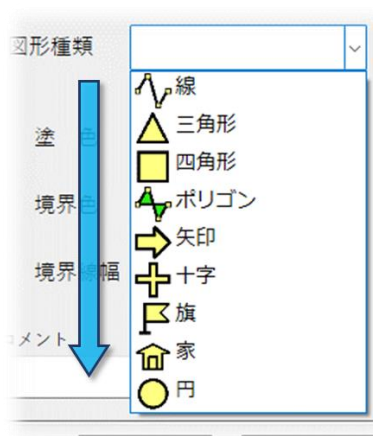 図形種類
線
三角形
塗 色
四角形
境界色
ポリゴン
矢印
境界線幅
十字
旗
コメント
家
円